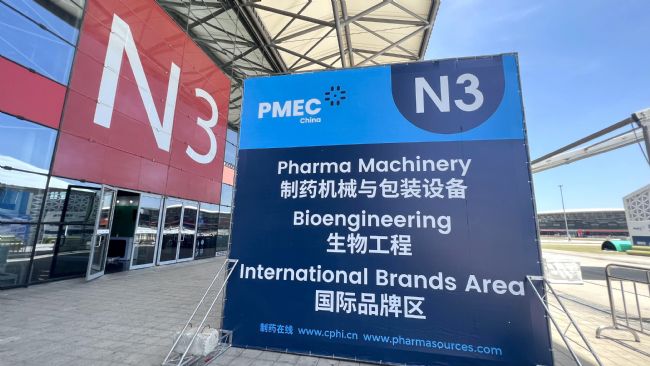 N3
PMEC
China
N3
Pharma Machinery
制药机械与包装设备
Bioengineering
生物工程
International Brands Area
国际品牌区
制药在线 www.cphi.cn www.pharmasources.com